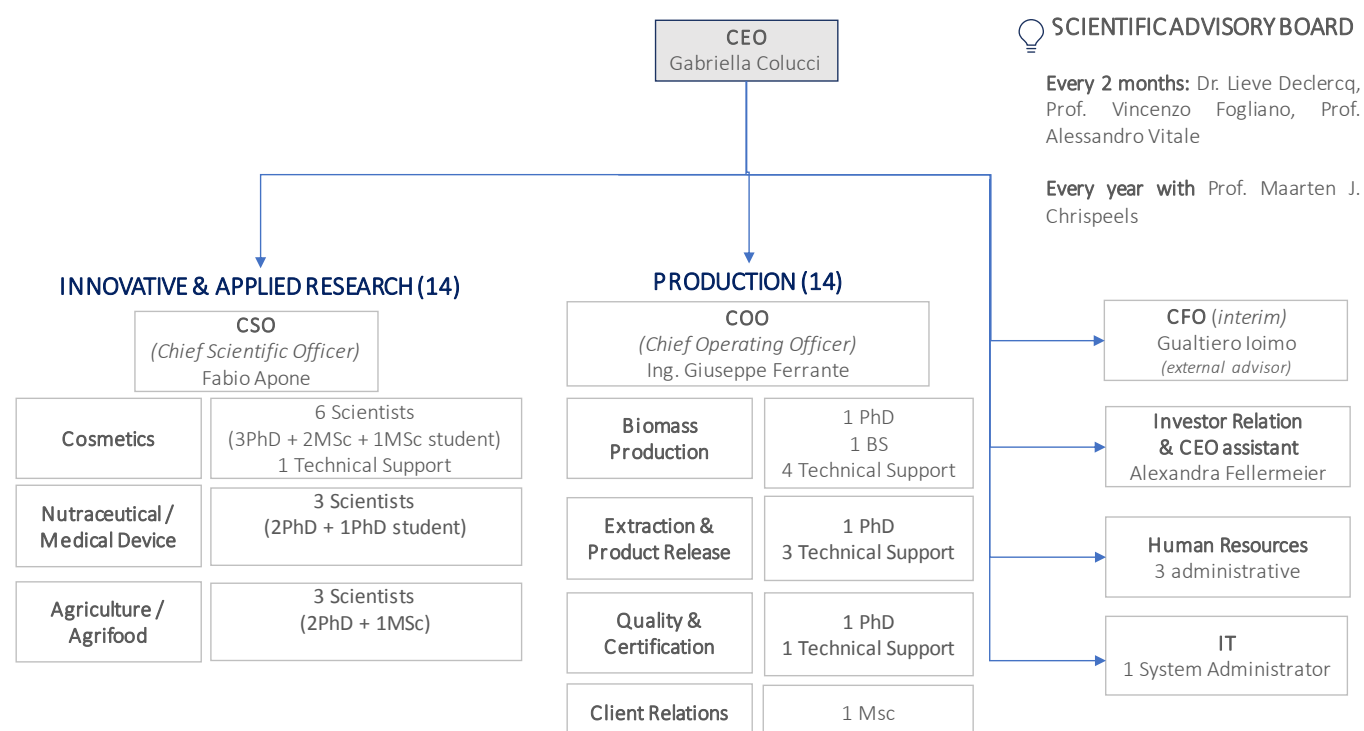 CEO
Gabriella Colucci
SCIENTIFIC ADVISORY BOARD
Every 2 months: Dr. Lieve Declercq,
Prof. Vincenzo Fogliano, Prof.
Alessandro Vitale
Every year with Prof. Maarten J.
Chrispeels
INNOVATIVE & APPLIED RESEARCH (14)
CSO
(Chief Scientific Officer)
Fabio Apone
Cosmetics
6 Scientists
(3PhD + 2MSc + 1MSc student)
1 Technical Support
Nutraceutical /
Medical Device
3 Scientists
(2PhD + 1PhD student)
Agriculture /
Agrifood
3 Scientists
(2PhD + 1MSc)
PRODUCTION (14)
COO
(Chief Operating Officer)
Ing. Giuseppe Ferrante
Biomass
Production
1 PhD
1 BS
4 Technical Support
Extraction &
Product Release
1 PhD
3 Technical Support
Quality &
Certification
1 PhD
1 Technical Support
Client Relations
1 Msc
CFO (interim)
Gualtiero Ioimo
(external advisor)
Investor Relation
& CEO assistant
Alexandra Fellermeier
Human Resources
3 administrative
IT
1 System Administrator